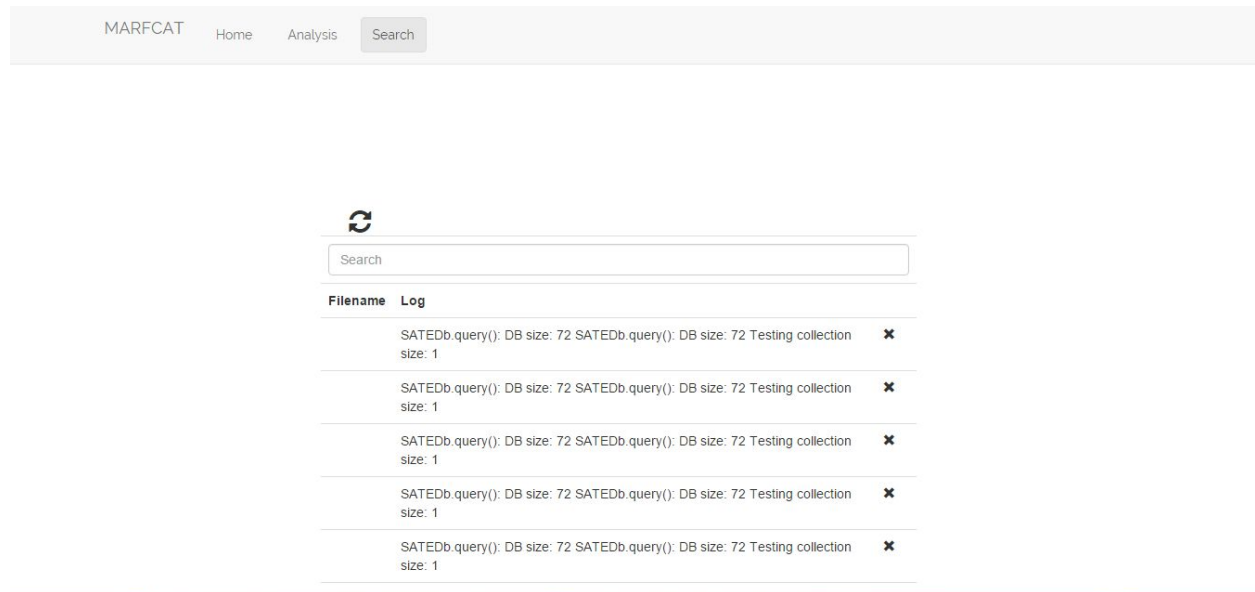 MARFCAT Home Analysis Search
Search
Filename Log
SATEDb.query(): DB size: 72 SATEDb.query(): DB size: 72 Testing collection
size: 1
SATEDb.query(): DB size: 72 SATEDb.query(): DB size: 72 Testing collection
size: 1
SATEDb.query(): DB size: 72 SATEDb.query(): DB size: 72 Testing collection
size: 1
SATEDb.query(): DB size: 72 SATEDb.query(): DB size: 72 Testing collection
size: 1
SATEDb.query(): DB size: 72 SATEDb.query(): DB size: 72 Testing collection
size: 1